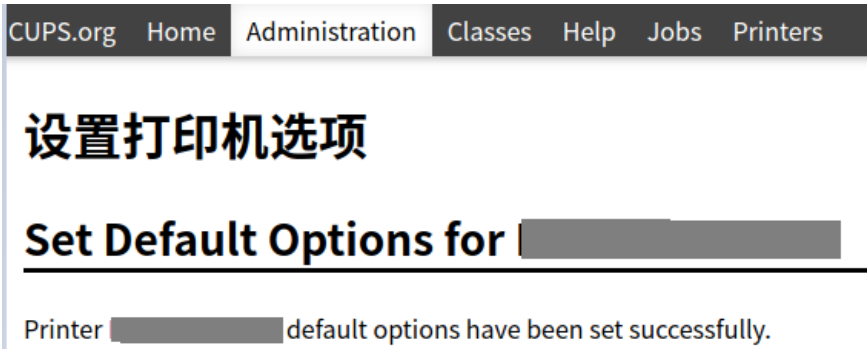 CUPS.org Home Administration Classes Help Jobs Printers
设置打印机选项
Set Default Options for
Printer default options have been set successfully.